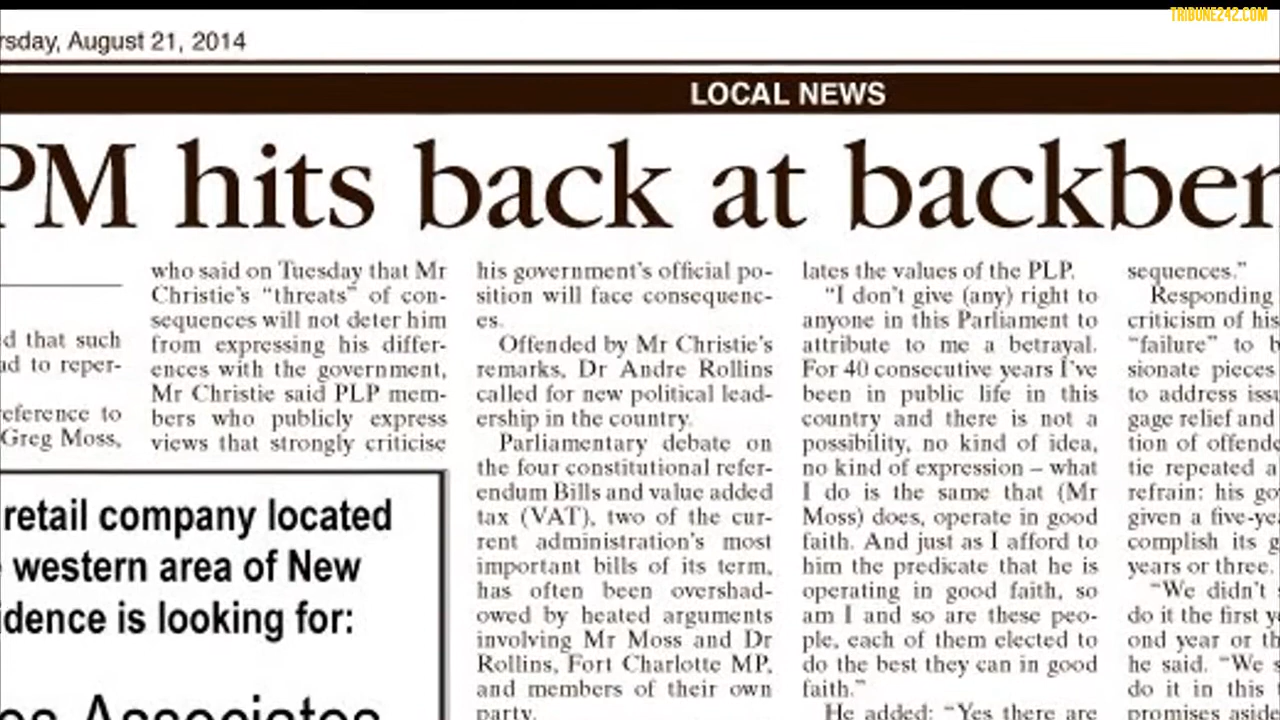 TRIBUNE242.COM
rsday, August 21, 2014
LOCAL NEWS
PM hits back at backber
ed that such
ad to reper-
eference to
Greg Moss,
who said on Tuesday that Mr
Christie's “threats” of con-
sequences will not deter him
from expressing his differ-
ences with the government,
Mr Christie said PLP mem-
bers who publicly express
views that strongly criticise
his government's official po-
sition will face consequenc-
es.
Offended by Mr Christie's
remarks, Dr Andre Rollins
called for new political lead-
ership in the country.
Parliamentary debate on
the four constitutional refer-
endum Bills and value added
tax (VAT), two of the cur-
rent administration's most
important bills of its term,
has often been overshad-
owed by heated arguments
involving Mr Moss and Dr
Rollins, Fort Charlotte MP,
and members of their own
party.
lates the values of the PLP.
“I don't give (any) right to
anyone in this Parliament to
attribute to me a betrayal.
For 40 consecutive years I've
been in public life in this
country and there is not a
possibility, no kind of idea,
no kind of expression – what
I do is the same that (Mr
Moss) does, operate in good
faith. And just as I afford to
him the predicate that he is
operating in good faith, so
am I and so are these peo-
ple, each of them elected to
do the best they can in good
faith.”
He added: “Yes there are
sequences.”
Responding
criticism of his
“failure” to b
sionate pieces
to address issu
gage relief and
tion of offende
tie repeated a
refrain: his go
given a five-ye
complish its g
years or three.
“We didn't s
do it the first y
ond year or th
he said. “We s
do it in this
promises aside
retail company located
western area of New
idence is looking for:
es Associates